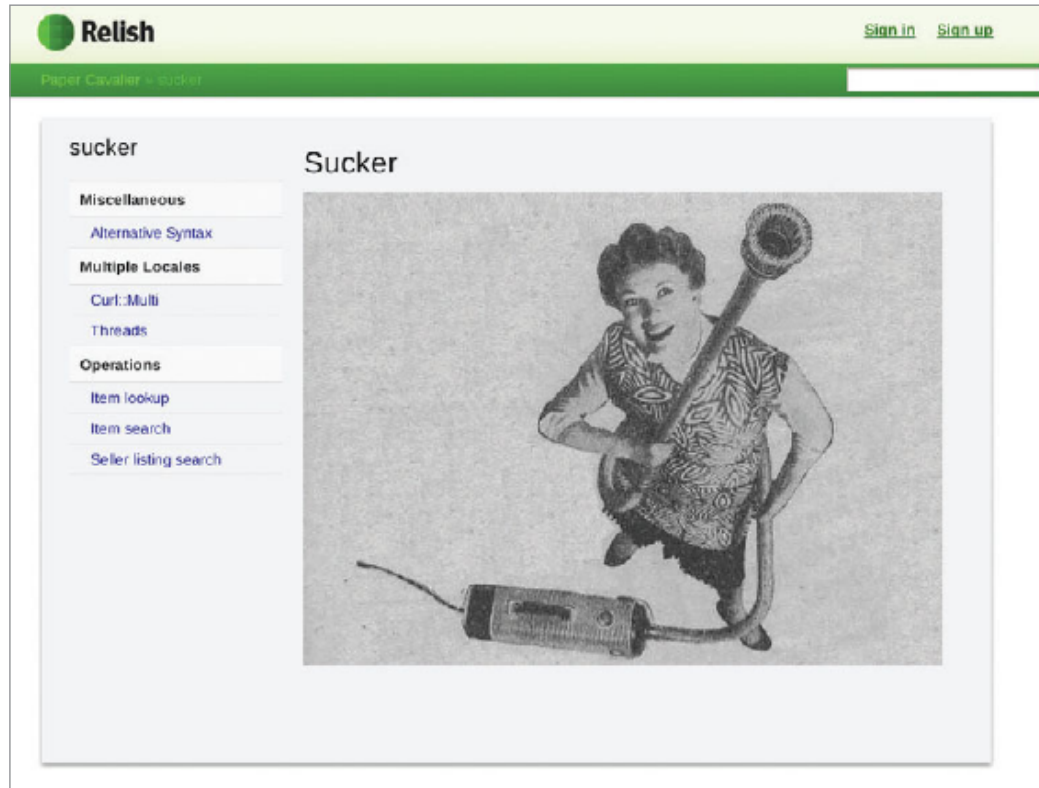 Relish
Sign in Sign up
Paper Cavalier » sucker
sucker
Miscellaneous
Alternative Syntax
Multiple Locales
Curl::Multi
Threads
Operations
Item lookup
Item search
Seller listing search
Sucker